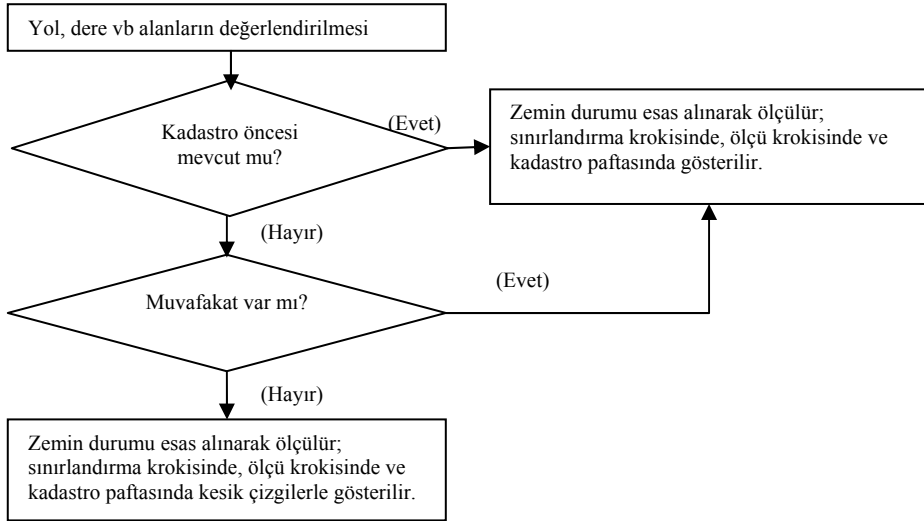 Yol, dere vb alanların değerlendirilmesi
Kadastro öncesi
mevcut mu?
(Evet)
Zemin durumu esas alınarak ölçülür;
sınırlandırma krokisinde, ölçü krokisinde ve
kadastro paftasında gösterilir.
(Hayır)
Muvafakat var mı?
(Evet)
(Hayır)
Zemin durumu esas alınarak ölçülür;
sınırlandırma krokisinde, ölçü krokisinde ve
kadastro paftasında kesik çizgilerle gösterilir.